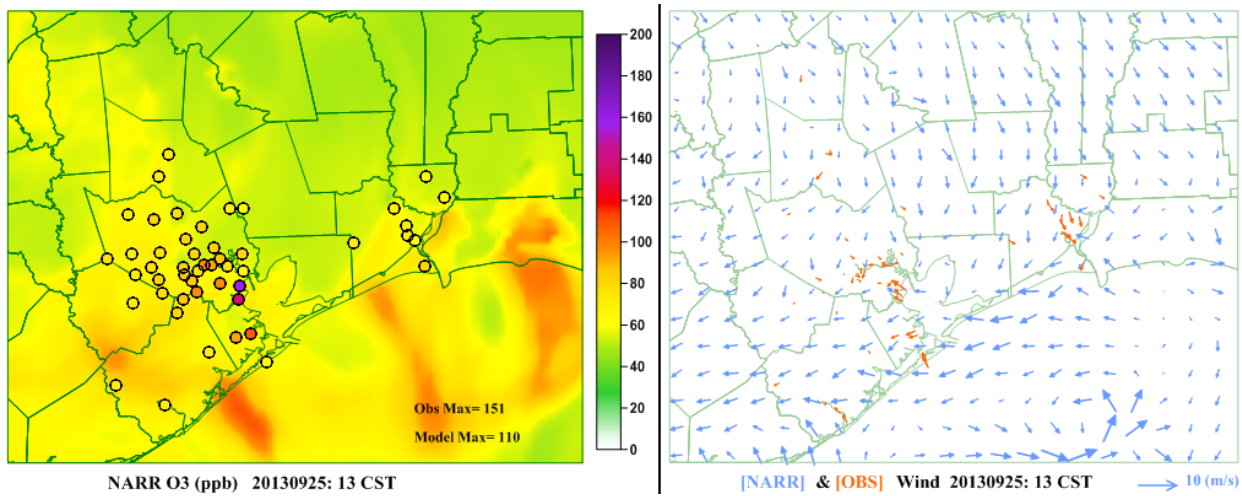 200
180
160
140
120
100
80
60
40
20
0
Obs Max= 151
Model Max= 110
NARR O3 (ppb) 20130925: 13 CST
[NARR] & [OBS] Wind 20130925: 13 CST
10 (m/s)